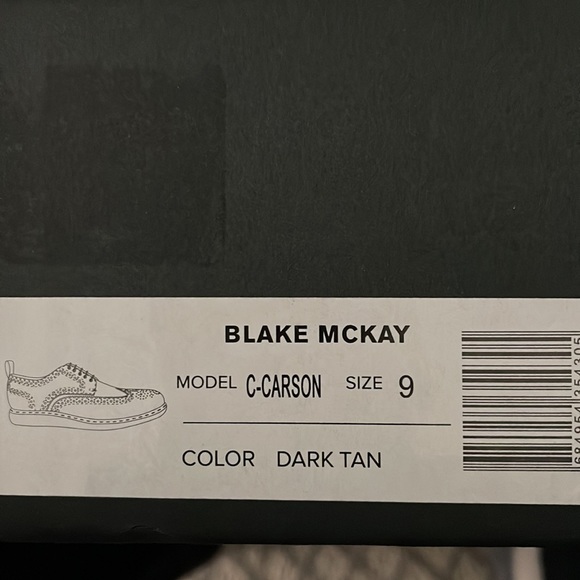 BLAKE MCKAY
MODEL C-CARSON SIZE 9
COLOR DARK TAN